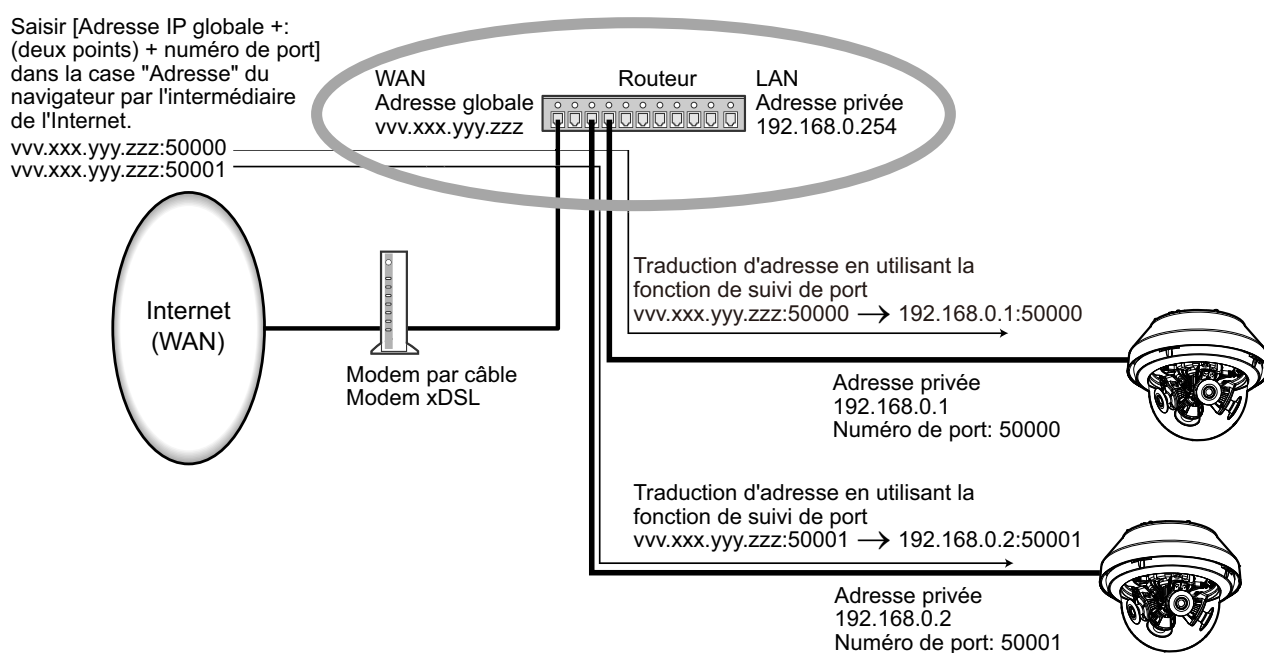 Saisir [Adresse IP globale +:
(deux points) + numéro de port]
dans la case "Adresse" du
navigateur par l'intermédiaire
de l'Internet.
vvv.xxx.yyy.zzz:50000
vvv.xxx.yyy.zzz:50001
WAN
Adresse globale
vvv.xxx.yyy.zzz
Routeur
LAN
Adresse privée
192.168.0.254
Internet
(WAN)
Modem par câble
Modem xDSL
Traduction d'adresse en utilisant la
fonction de suivi de port
vvv.xxx.yyy.zzz:50000 → 192.168.0.1:50000
Adresse privée
192.168.0.1
Numéro de port: 50000
Traduction d'adresse en utilisant la
fonction de suivi de port
vvv.xxx.yyy.zzz:50001 → 192.168.0.2:50001
Adresse privée
192.168.0.2
Numéro de port: 50001